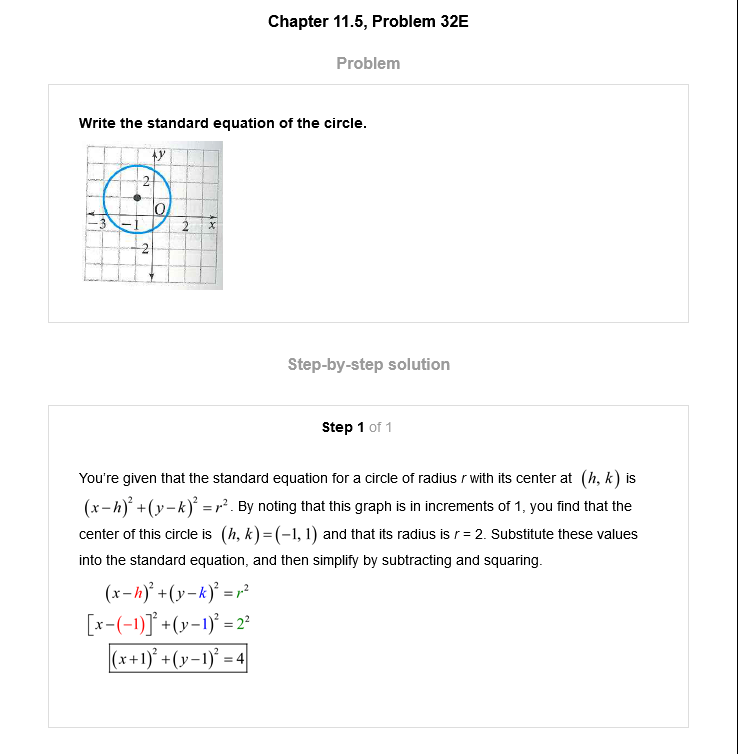 Chapter 11.5, Problem 32E
Problem
Write the standard equation of the circle.
y
2
O
−3 −1 2 x
−2
Step-by-step solution
Step 1 of 1
You're given that the standard equation for a circle of radius r with its center at (h, k) is
(x−h)² +(y−k)² = r². By noting that this graph is in increments of 1, you find that the
center of this circle is (h, k)=(−1, 1) and that its radius is r = 2. Substitute these values
into the standard equation, and then simplify by subtracting and squaring.
(x−h)² +(y−k)² = r²
[x−(−1)]² +(y−1)² = 2²
(x+1)² +(y−1)² = 4